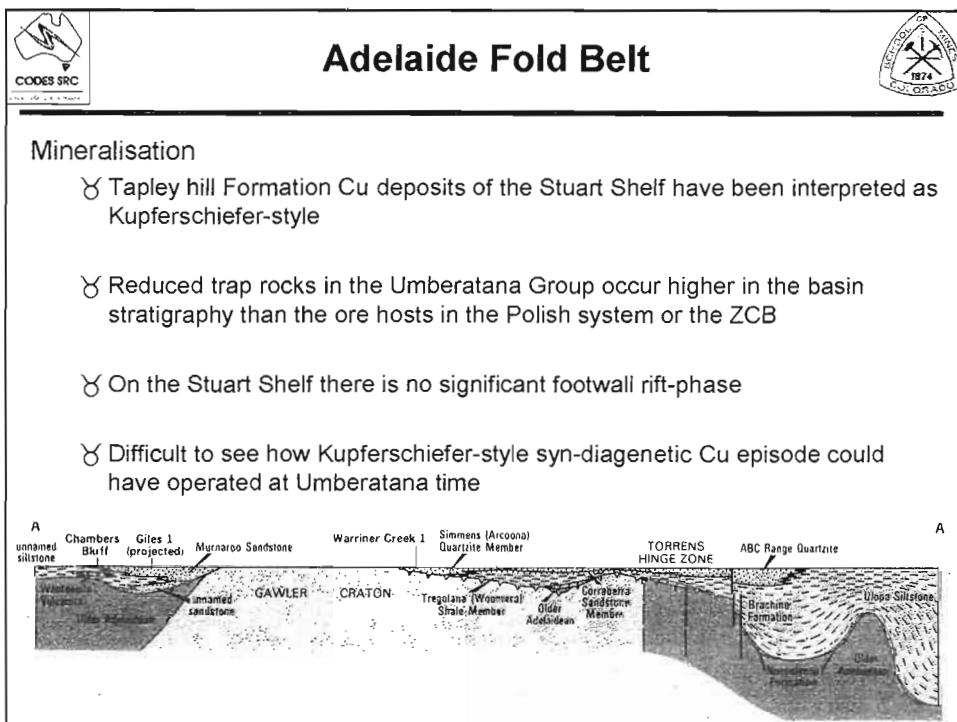 CODES SRC
Adelaide Fold Belt
SCHOOL OF MINES
1874
COLORADO
Mineralisation
Tapley hill Formation Cu deposits of the Stuart Shelf have been interpreted as
Kupferschiefer-style
Reduced trap rocks in the Umberatana Group occur higher in the basin
stratigraphy than the ore hosts in the Polish system or the ZCB
On the Stuart Shelf there is no significant footwall rift-phase
Difficult to see how Kupferschiefer-style syn-diagenetic Cu episode could
have operated at Umberatana time
A
unnamed
siltstone
Chambers
Bluff
Giles 1
(projected)
Murnaroo Sandstone
Warriner Creek 1
Simmens (Arcoona)
Quartzite Member
TORRENS
HINGE ZONE
ABC Range Quartzite
A
unnamed
sandstone
GAWLER
CRATON
Tregolana (Woomera)
Shale Member
Older
Adelaidean
Corraberra
Sandstone
Member
Brachina
Formation
Ulupa Siltstone
Older Adelaidean
Formation
Older